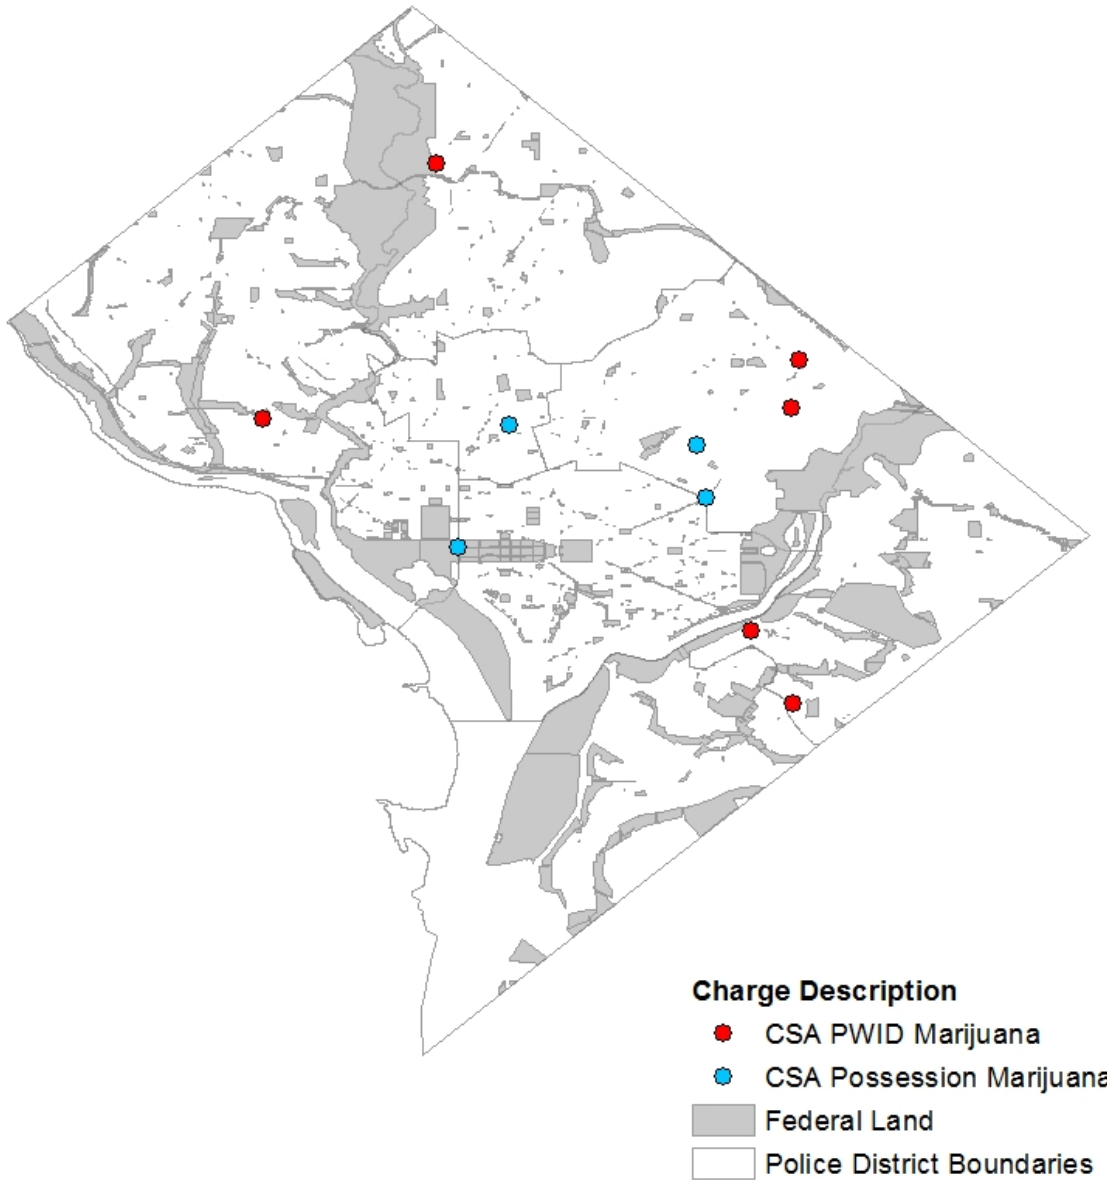 Charge Description
CSA PWID Marijuana
CSA Possession Marijuana
Federal Land
Police District Boundaries